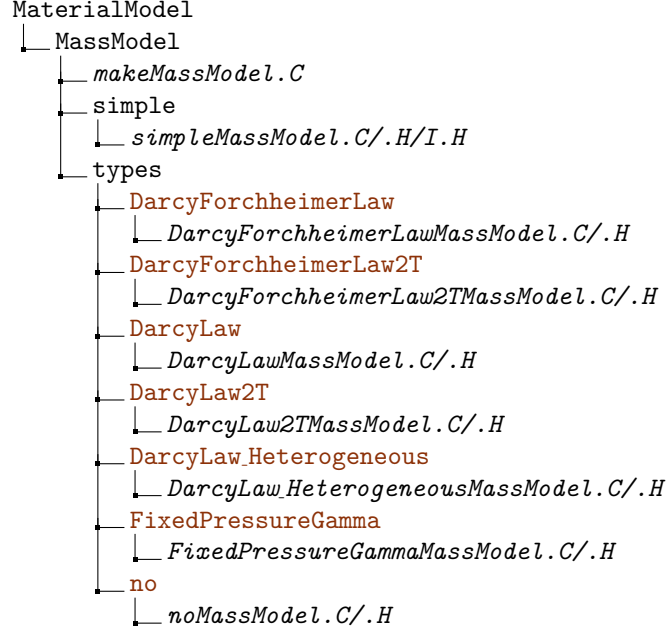 MaterialModel
MassModel
makeMassModel.C
simple
simpleMassModel.C/.H/I.H
types
DarcyForchheimerLaw
DarcyForchheimerLawMassModel.C/.H
DarcyForchheimerLaw2T
DarcyForchheimerLaw2TMassModel.C/.H
DarcyLaw
DarcyLawMassModel.C/.H
DarcyLaw2T
DarcyLaw2TMassModel.C/.H
DarcyLaw_Heterogeneous
DarcyLaw_HeterogeneousMassModel.C/.H
FixedPressureGamma
FixedPressureGammaMassModel.C/.H
no
noMassModel.C/.H